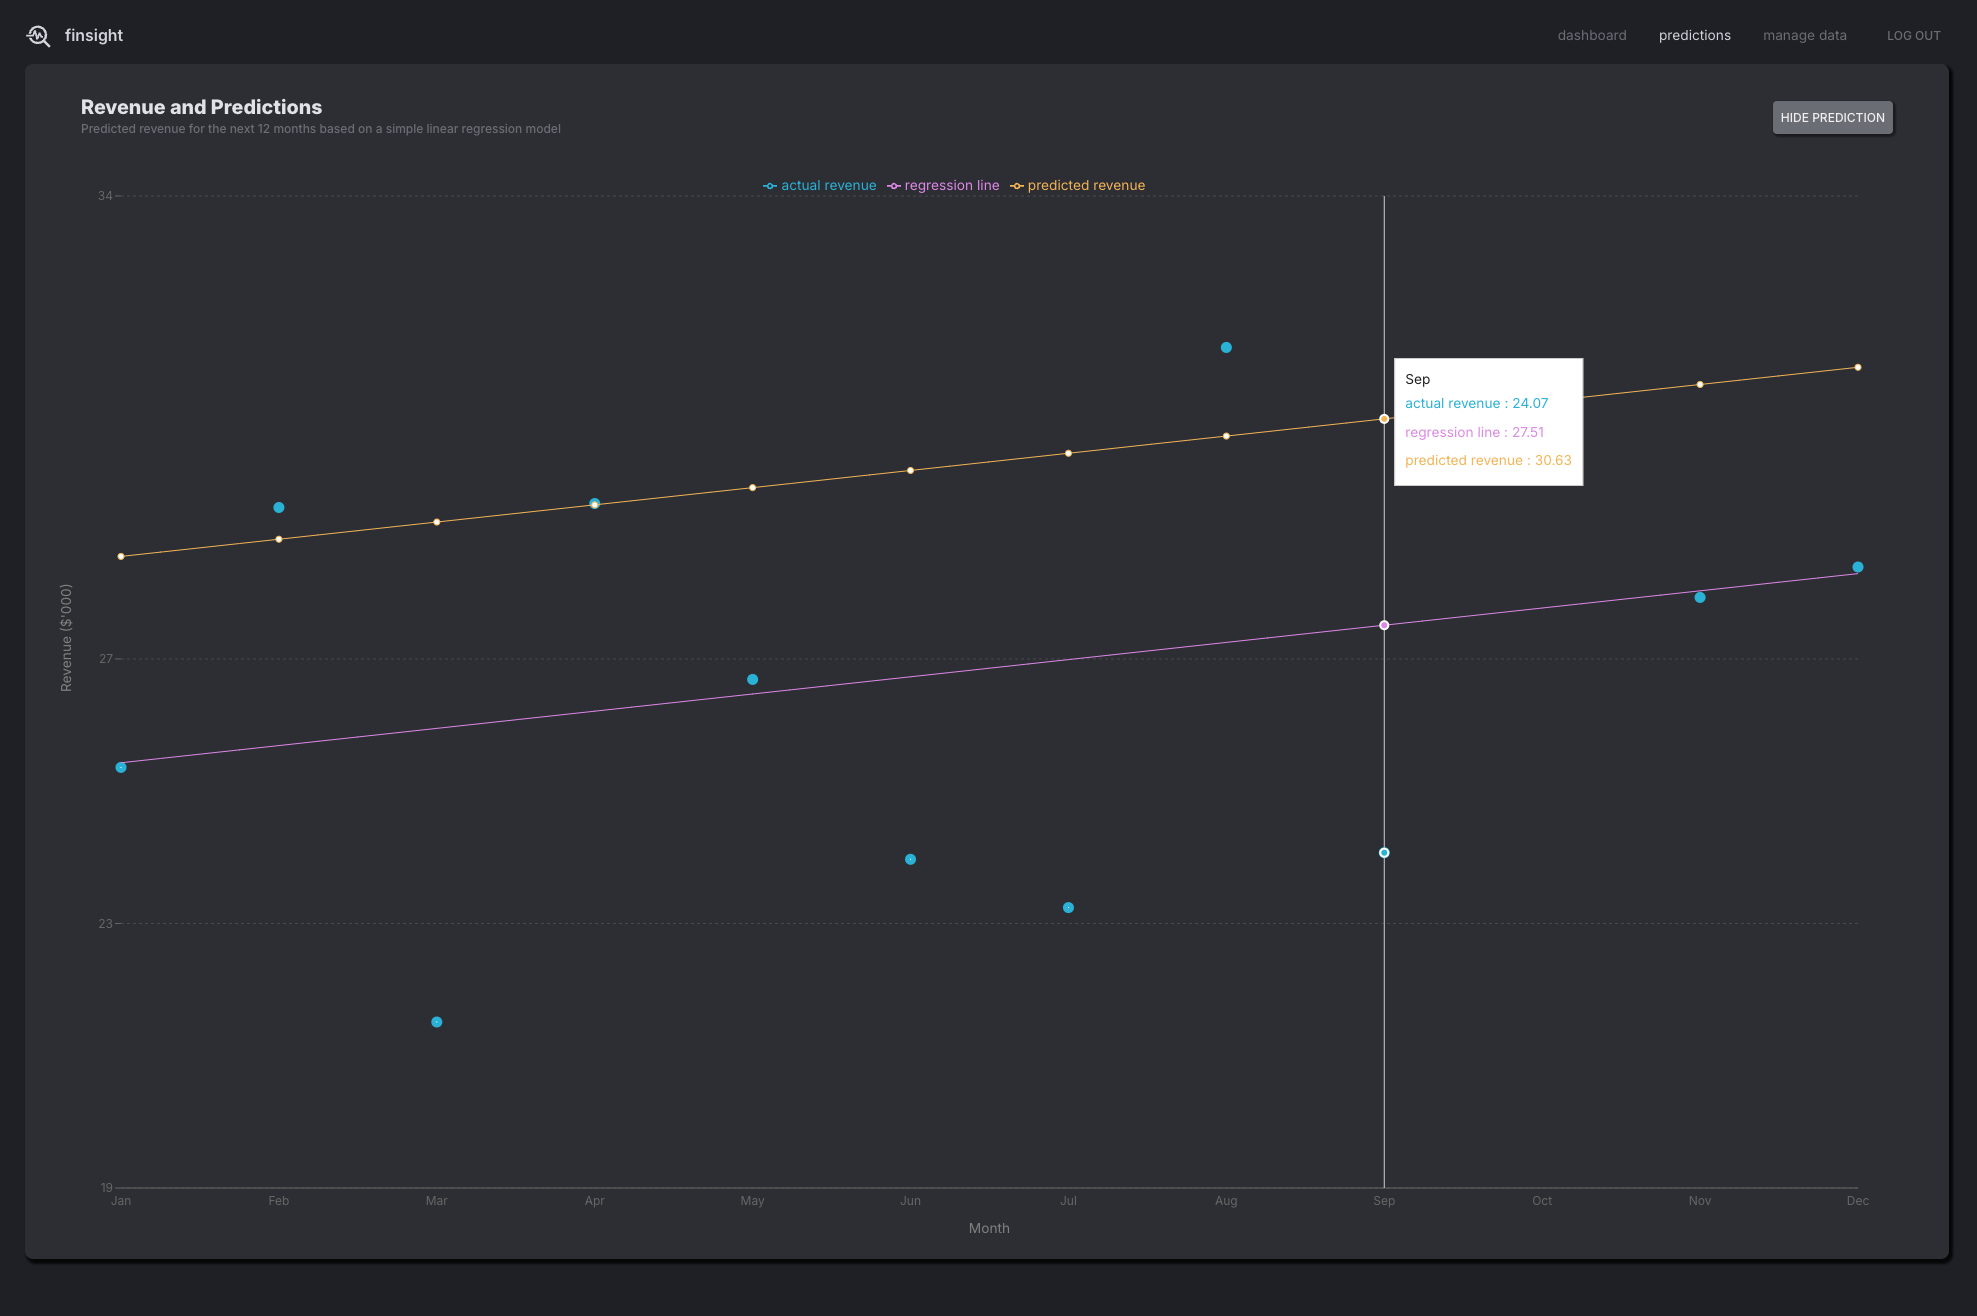 finsight
dashboard predictions manage data LOG OUT
Revenue and Predictions
Predicted revenue for the next 12 months based on a simple linear regression model
HIDE PREDICTION
actual revenue regression line predicted revenue
34
27
23
19
Revenue ($'000)
Sep
actual revenue : 24.07
regression line : 27.51
predicted revenue : 30.63
Jan Feb Mar Apr May Jun Jul Aug Sep Oct Nov Dec
Month